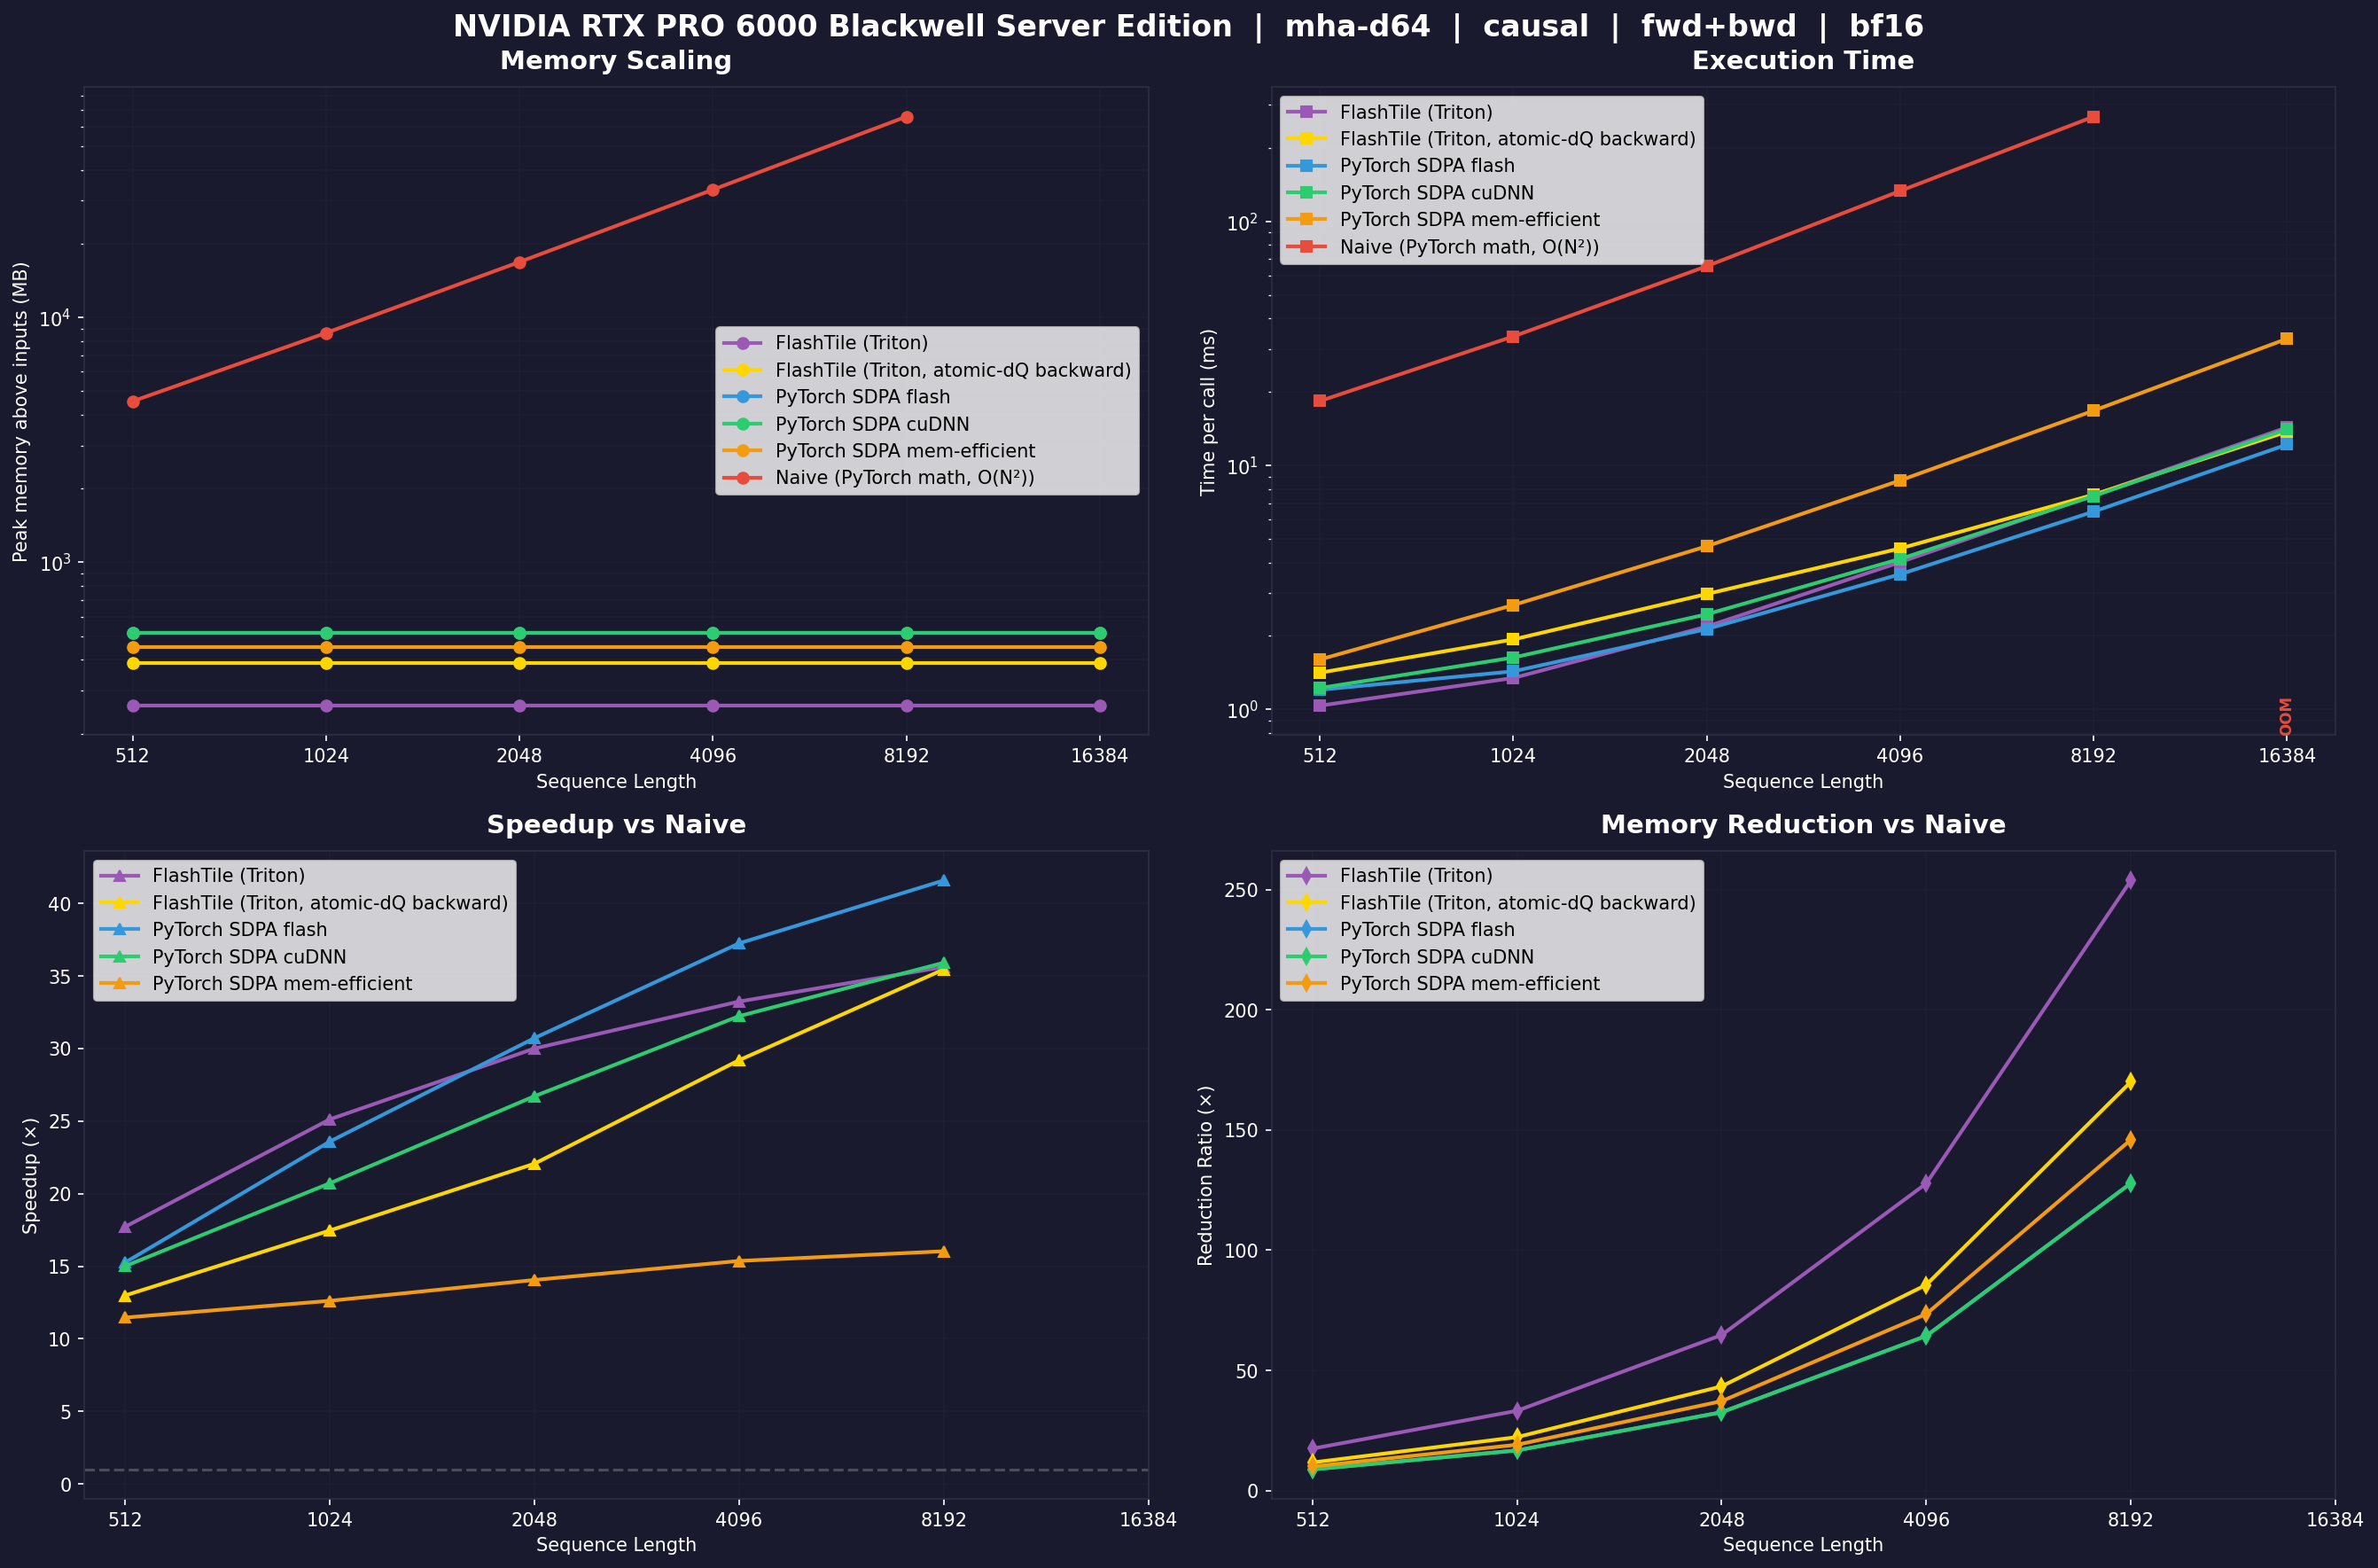 NVIDIA RTX PRO 6000 Blackwell Server Edition | mha-d64 | causal | fwd+bwd | bf16
Memory Scaling
Peak memory above inputs (MB)
10⁴
10³
FlashTile (Triton)
FlashTile (Triton, atomic-dQ backward)
PyTorch SDPA flash
PyTorch SDPA cuDNN
PyTorch SDPA mem-efficient
Naive (PyTorch math, O(N²))
512 1024 2048 4096 8192 16384
Sequence Length
Execution Time
Time per call (ms)
10²
10¹
10⁰
FlashTile (Triton)
FlashTile (Triton, atomic-dQ backward)
PyTorch SDPA flash
PyTorch SDPA cuDNN
PyTorch SDPA mem-efficient
Naive (PyTorch math, O(N²))
OOM
512 1024 2048 4096 8192 16384
Sequence Length
Speedup vs Naive
Speedup (×)
40
35
30
25
20
15
10
5
0
FlashTile (Triton)
FlashTile (Triton, atomic-dQ backward)
PyTorch SDPA flash
PyTorch SDPA cuDNN
PyTorch SDPA mem-efficient
512 1024 2048 4096 8192 16384
Sequence Length
Memory Reduction vs Naive
Reduction Ratio (×)
250
200
150
100
50
0
FlashTile (Triton)
FlashTile (Triton, atomic-dQ backward)
PyTorch SDPA flash
PyTorch SDPA cuDNN
PyTorch SDPA mem-efficient
512 1024 2048 4096 8192 16384
Sequence Length